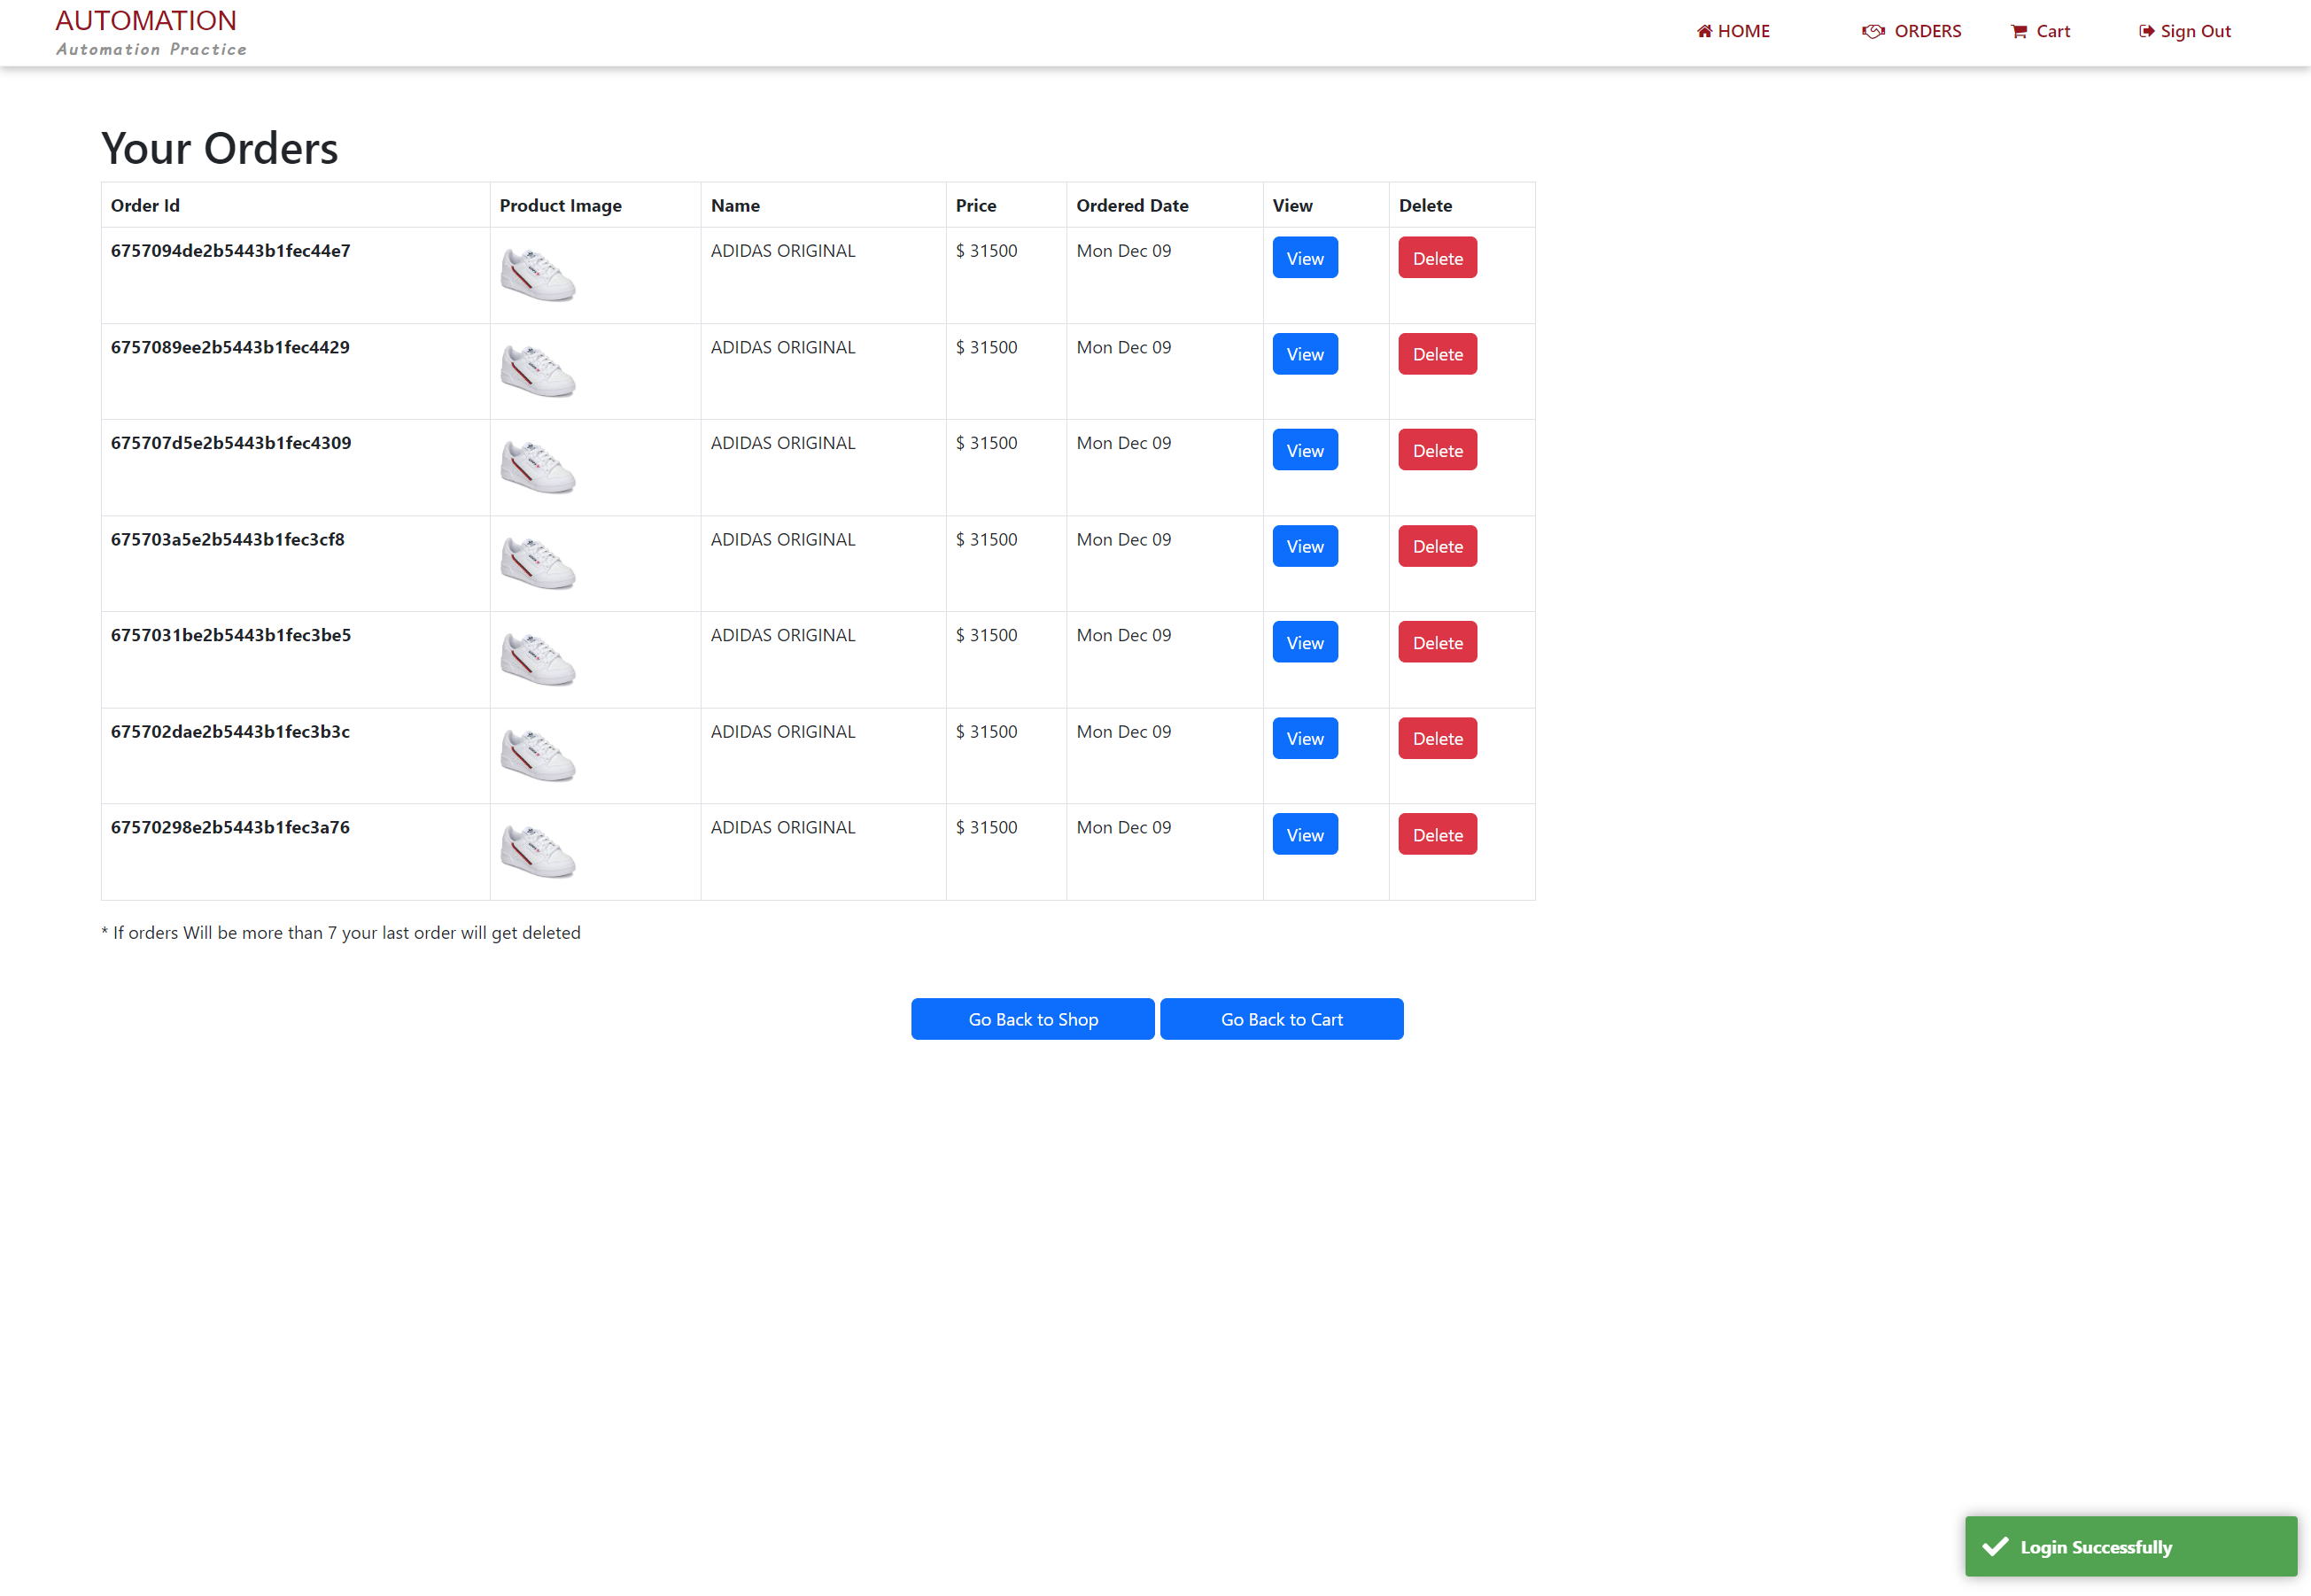 AUTOMATION
Automation Practice
HOME ORDERS Cart Sign Out
Your Orders
Order Id Product Image Name Price Ordered Date View Delete
6757094de2b5443b1fec44e7 ADIDAS ORIGINAL $ 31500 Mon Dec 09 View Delete
6757089ee2b5443b1fec4429 ADIDAS ORIGINAL $ 31500 Mon Dec 09 View Delete
675707d5e2b5443b1fec4309 ADIDAS ORIGINAL $ 31500 Mon Dec 09 View Delete
675703a5e2b5443b1fec3cf8 ADIDAS ORIGINAL $ 31500 Mon Dec 09 View Delete
6757031be2b5443b1fec3be5 ADIDAS ORIGINAL $ 31500 Mon Dec 09 View Delete
675702dae2b5443b1fec3b3c ADIDAS ORIGINAL $ 31500 Mon Dec 09 View Delete
67570298e2b5443b1fec3a76 ADIDAS ORIGINAL $ 31500 Mon Dec 09 View Delete
* If orders Will be more than 7 your last order will get deleted
Go Back to Shop Go Back to Cart
Login Successfully